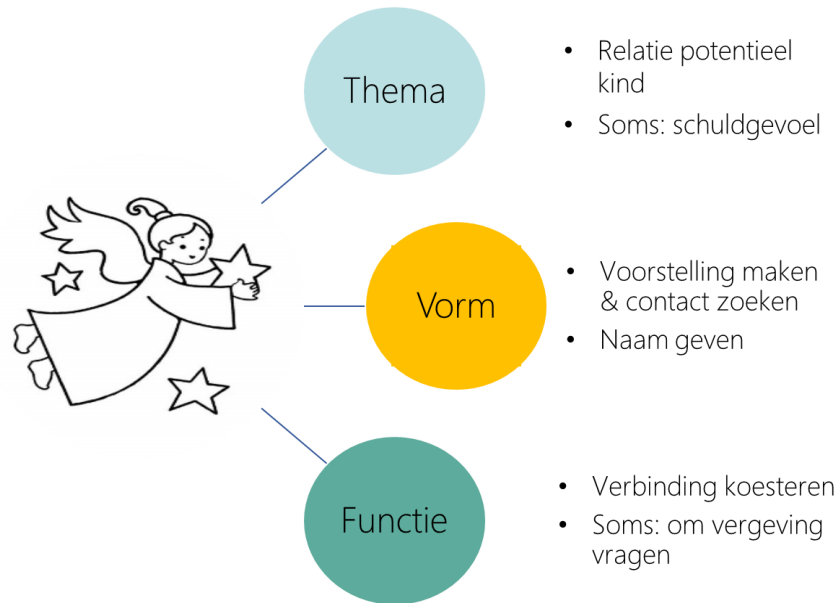 Thema
• Relatie potentieel
kind
• Soms: schuldgevoel
Vorm
• Voorstelling maken
& contact zoeken
• Naam geven
Functie
• Verbinding koesteren
• Soms: om vergeving
vragen